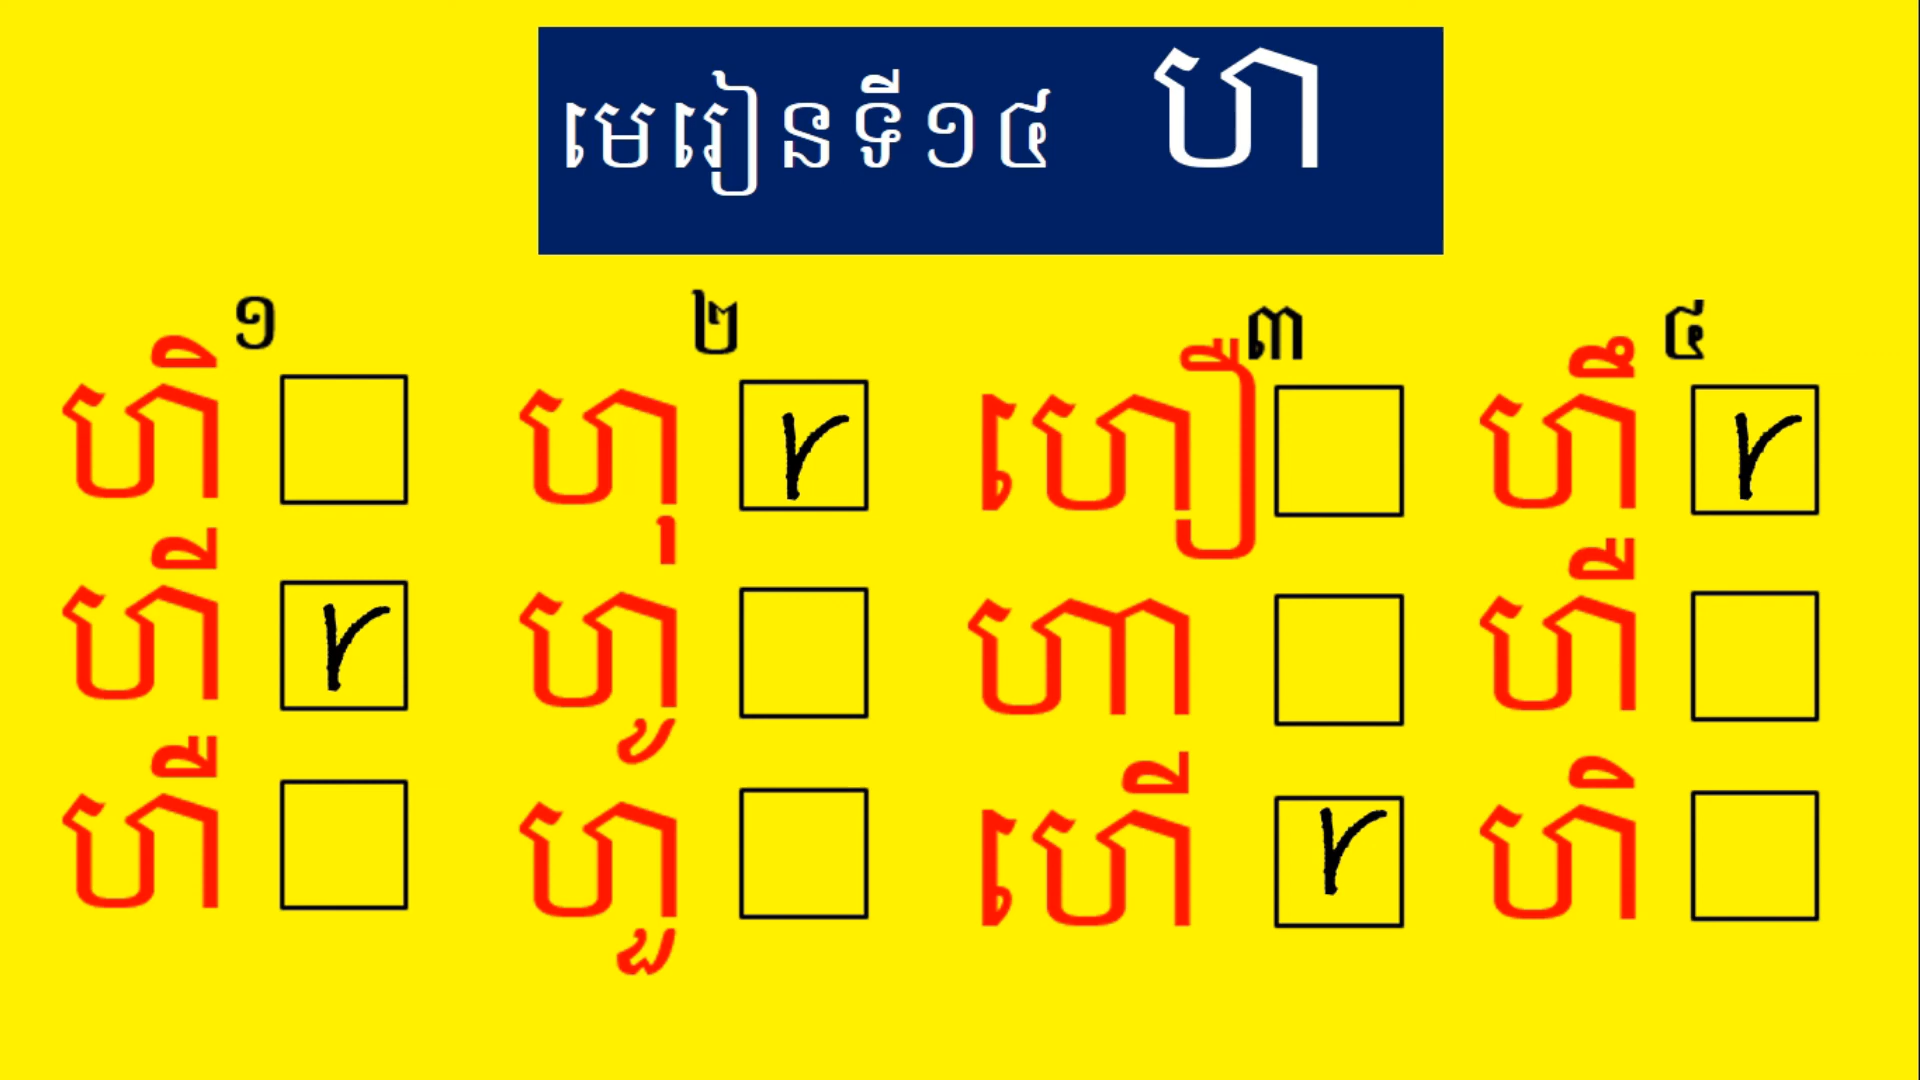 មេរៀនទី១៤ ហ
១ ២ ៣ ៤
ហិ ហុ ហឿ ហឹ
ហី ហូ ហា ហឺ
ហឺ ហួ ហើ ហិ